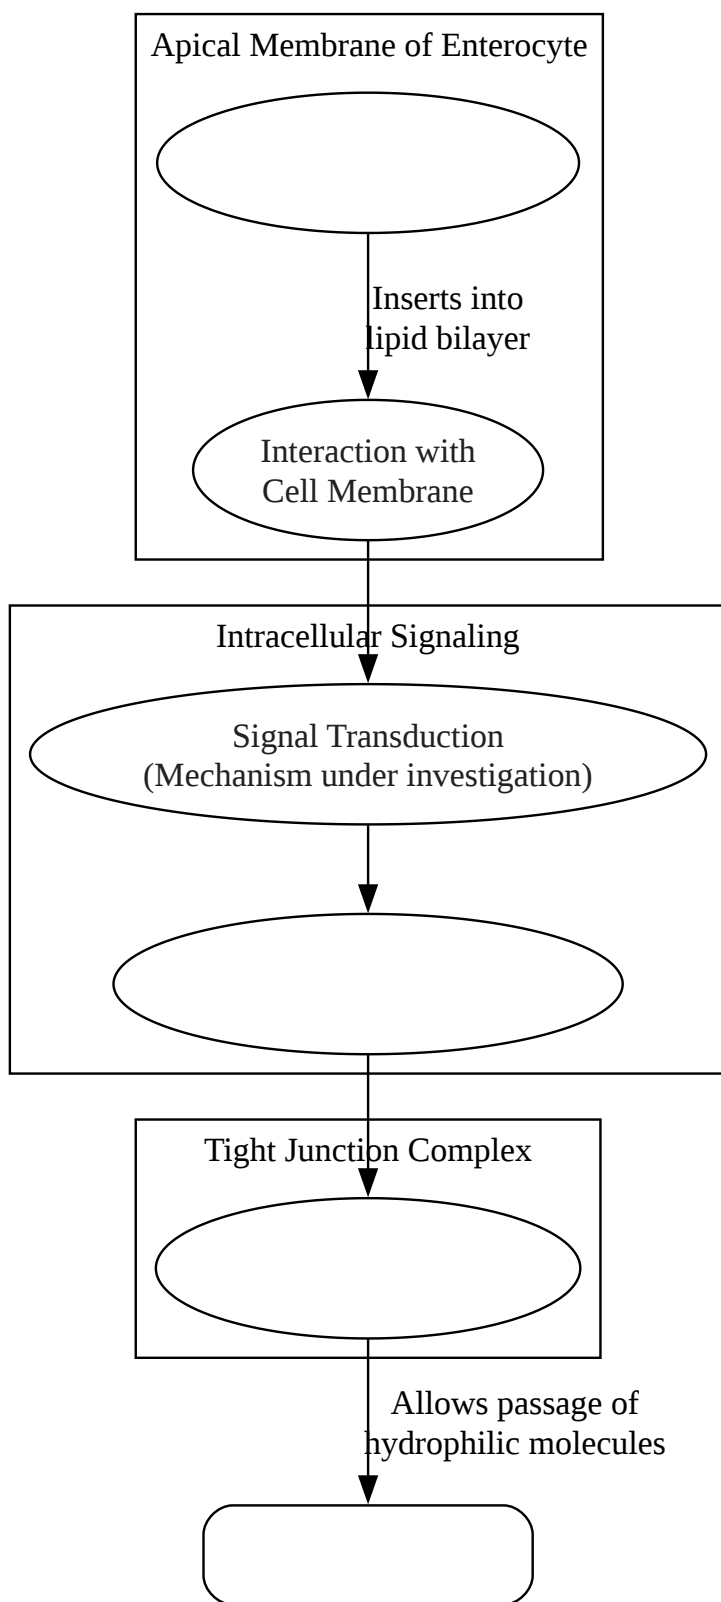 Apical Membrane of Enterocyte
Inserts into
lipid bilayer
Interaction with
Cell Membrane
Intracellular Signaling
Signal Transduction
(Mechanism under investigation)
Tight Junction Complex
Allows passage of
hydrophilic molecules